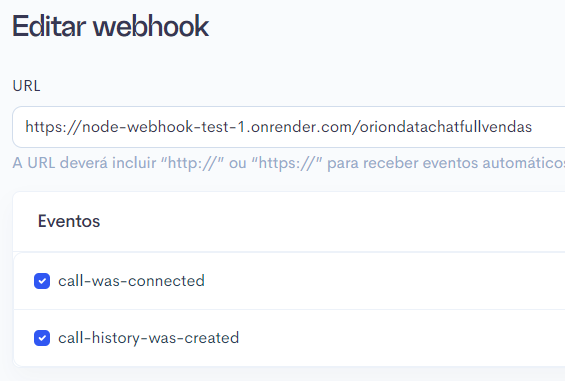 Editar webhook
URL
https://node-webhook-test-1.onrender.com/oriondatachatfullvendas
A URL deverá incluir “http://” ou “https://” para receber eventos automáticos
Eventos
call-was-connected
call-history-was-created